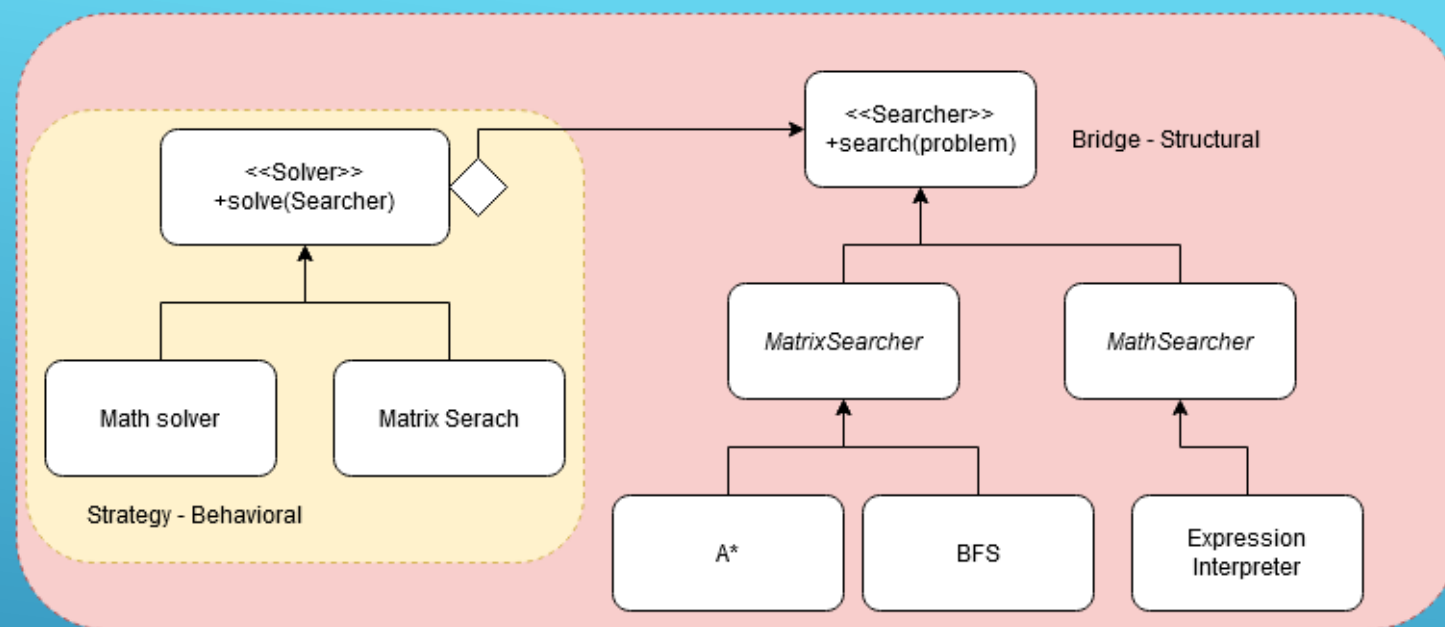 <<Searcher>>
+search(problem)
Bridge - Structural
<<Solver>>
+solve(Searcher)
MatrixSearcher
MathSearcher
Math solver
Matrix Serach
Strategy - Behavioral
A*
BFS
Expression
Interpreter